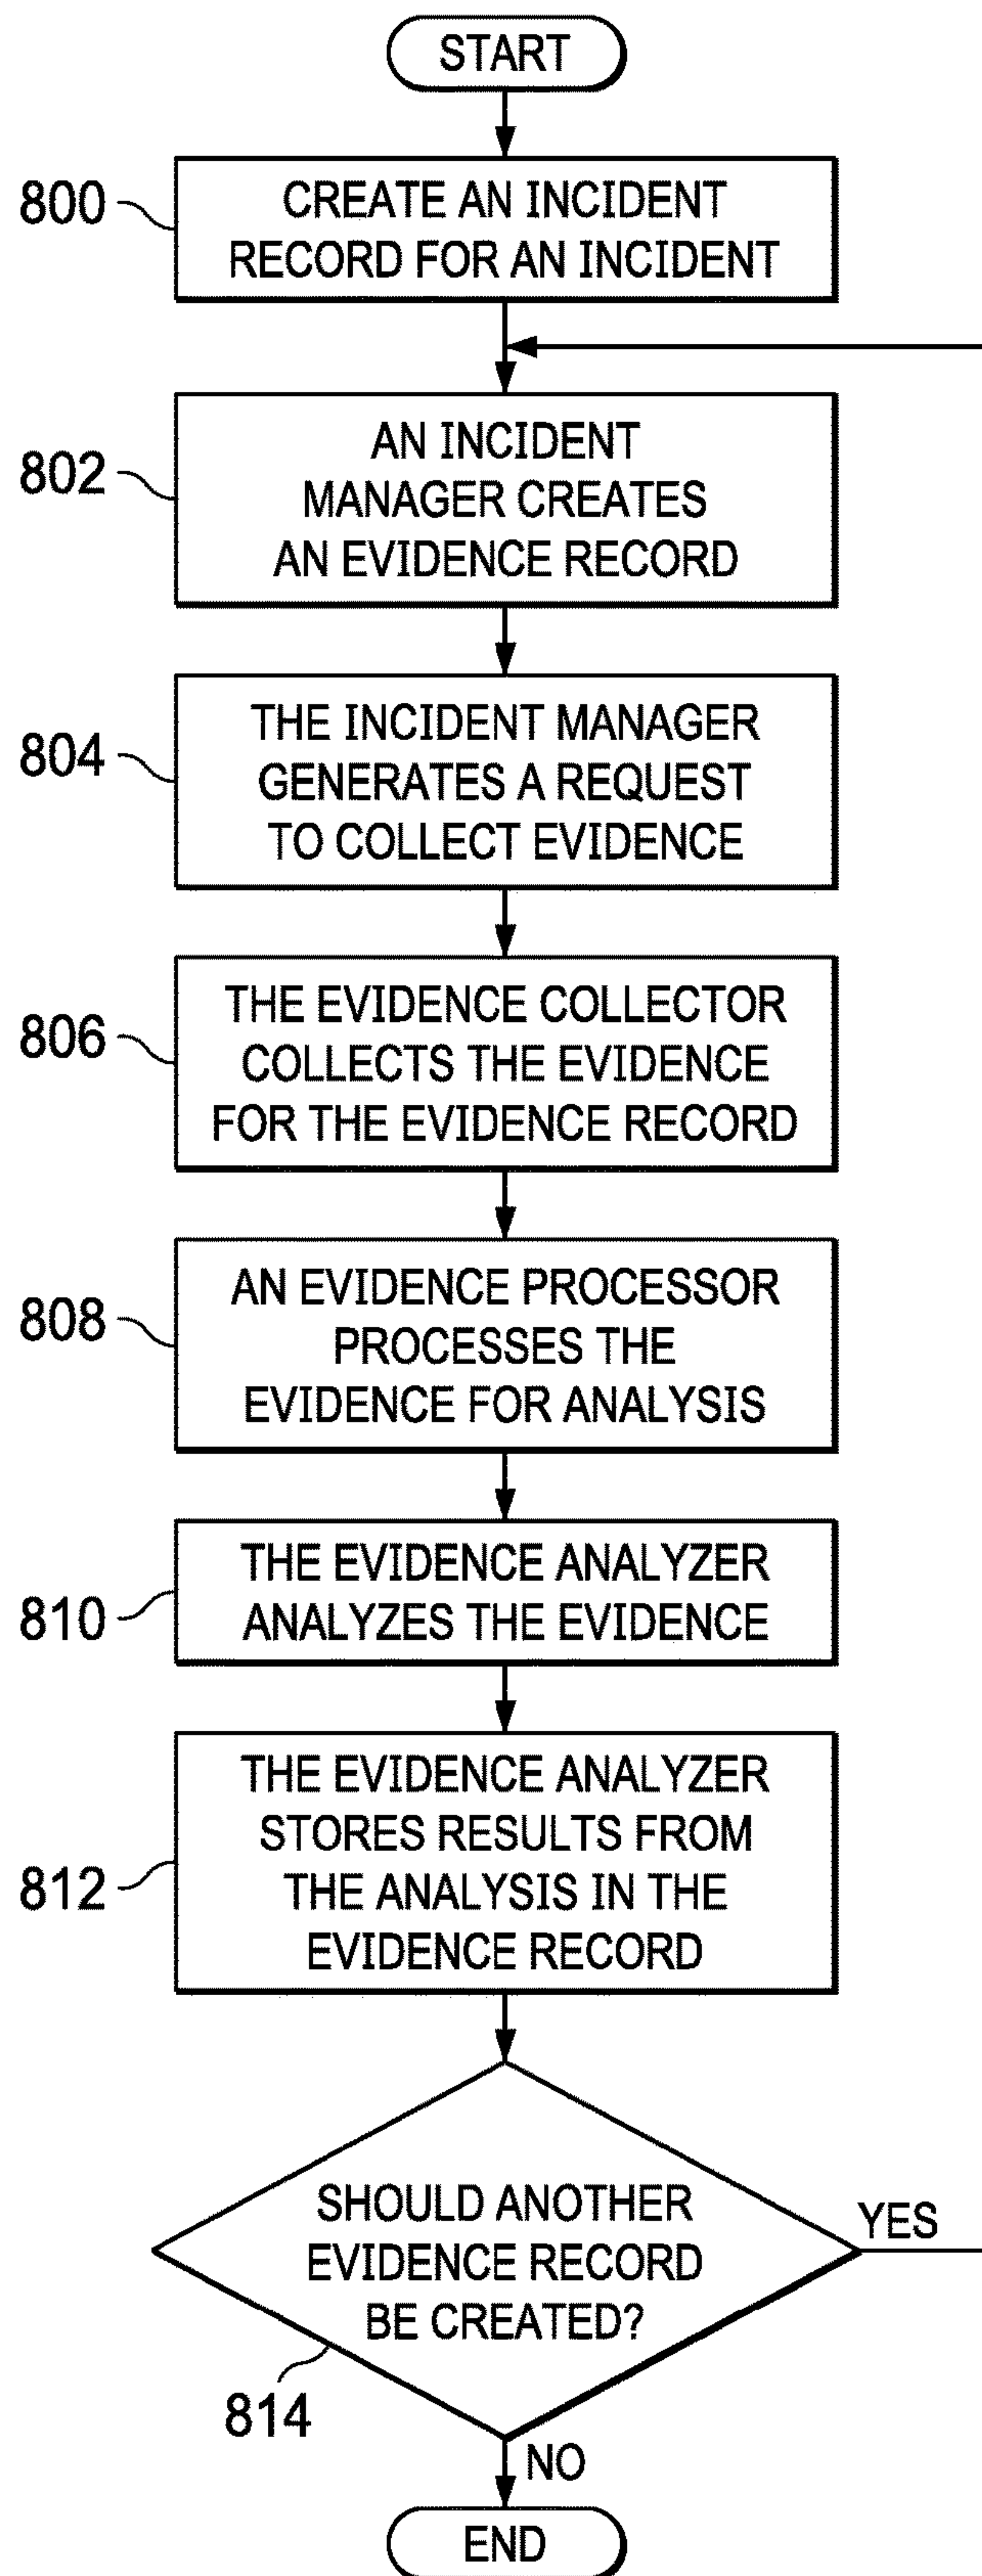 START
800
CREATE AN INCIDENT
RECORD FOR AN INCIDENT
802
AN INCIDENT
MANAGER CREATES
AN EVIDENCE RECORD
804
THE INCIDENT MANAGER
GENERATES A REQUEST
TO COLLECT EVIDENCE
806
THE EVIDENCE COLLECTOR
COLLECTS THE EVIDENCE
FOR THE EVIDENCE RECORD
808
AN EVIDENCE PROCESSOR
PROCESSES THE
EVIDENCE FOR ANALYSIS
810
THE EVIDENCE ANALYZER
ANALYZES THE EVIDENCE
812
THE EVIDENCE ANALYZER
STORES RESULTS FROM
THE ANALYSIS IN THE
EVIDENCE RECORD
SHOULD ANOTHER
EVIDENCE RECORD
BE CREATED?
YES
814
NO
END